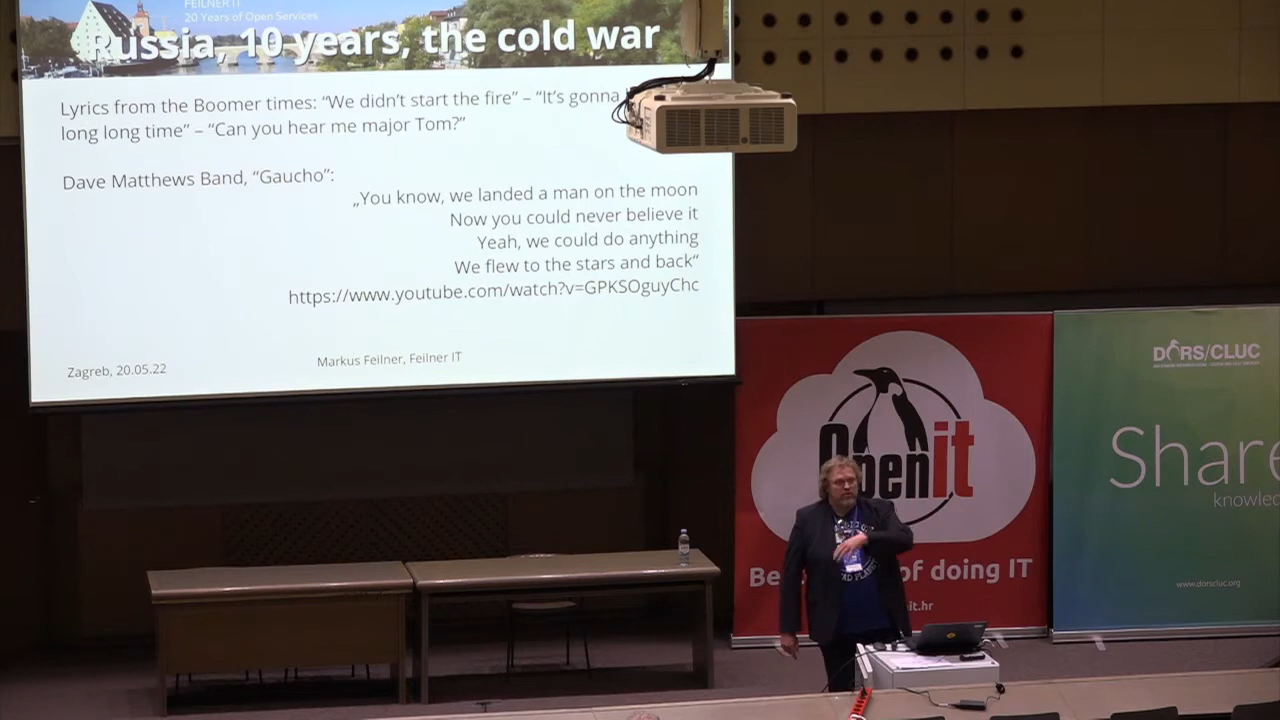 FEILNER IT
20 Years of Open Services
Russia, 10 years, the cold war
Lyrics from the Boomer times: “We didn’t start the fire” – “It’s gonna
long long time” – “Can you hear me major Tom?”
Dave Matthews Band, “Gaucho”:
„You know, we landed a man on the moon
Now you could never believe it
Yeah, we could do anything
We flew to the stars and back“
https://www.youtube.com/watch?v=GPKSOguyChc
Zagreb, 20.05.22
Markus Feilner, Feilner IT
Openit
Be of doing IT
it.hr
DORS/CLUC
Share
knowled
www.dorscluc.org